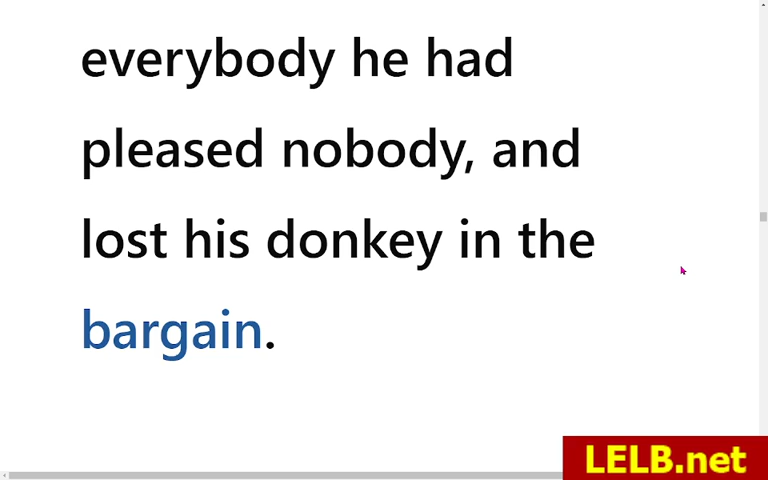 everybody he had
pleased nobody, and
lost his donkey in the
bargain.
LELB.net